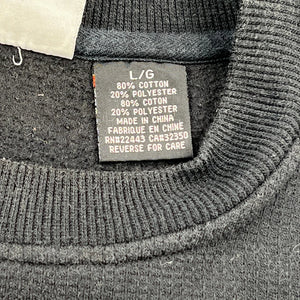 L/G
80% COTTON
20% POLYESTER
80% COTON
20% POLYESTER
MADE IN CHINA
FABRIQUE EN CHINE
RN#22443 CA#32350
REVERSE FOR CARE